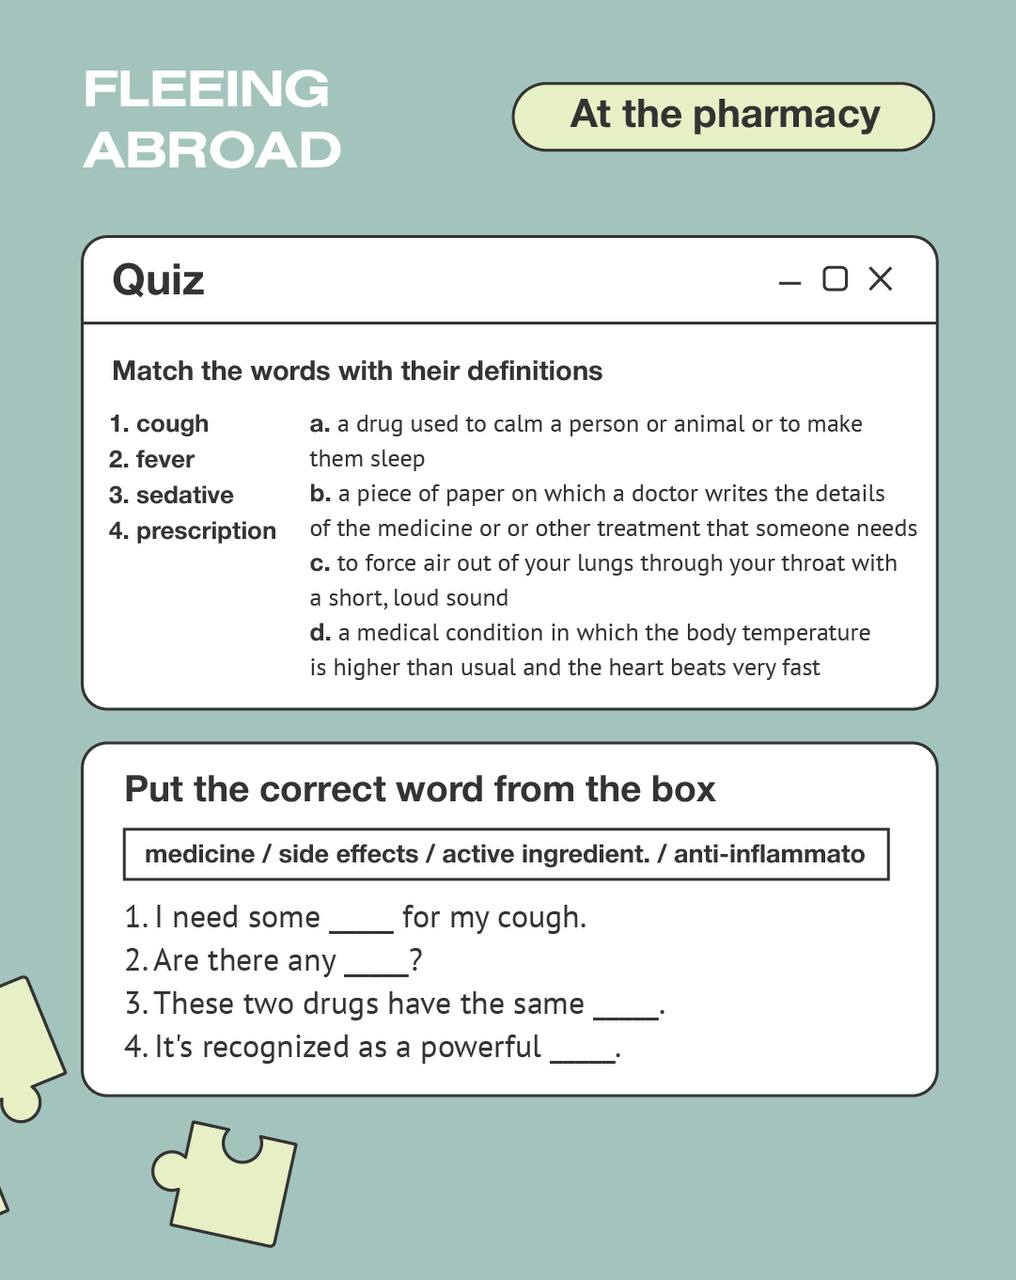 FLEEING
ABROAD
At the pharmacy
Quiz
Match the words with their definitions
1. cough
2. fever
3. sedative
4. prescription
a. a drug used to calm a person or animal or to make
them sleep
b. a piece of paper on which a doctor writes the details
of the medicine or or other treatment that someone needs
c. to force air out of your lungs through your throat with
a short, loud sound
d. a medical condition in which the body temperature
is higher than usual and the heart beats very fast
Put the correct word from the box
medicine / side effects / active ingredient. / anti-inflammato
1. I need some _____ for my cough.
2. Are there any _____?
3. These two drugs have the same _____.
4. It's recognized as a powerful _____.